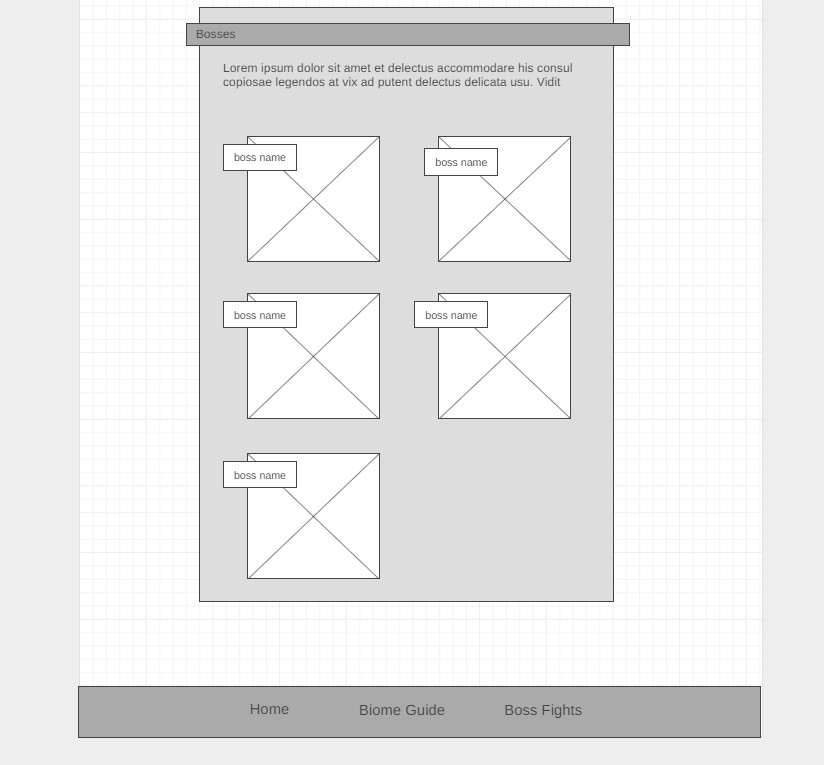 Bosses
Lorem ipsum dolor sit amet et delectus accommodare his consul
copiosae legendos at vix ad putent delectus delicata usu. Vidit
boss name
boss name
boss name
boss name
boss name
Home
Biome Guide
Boss Fights